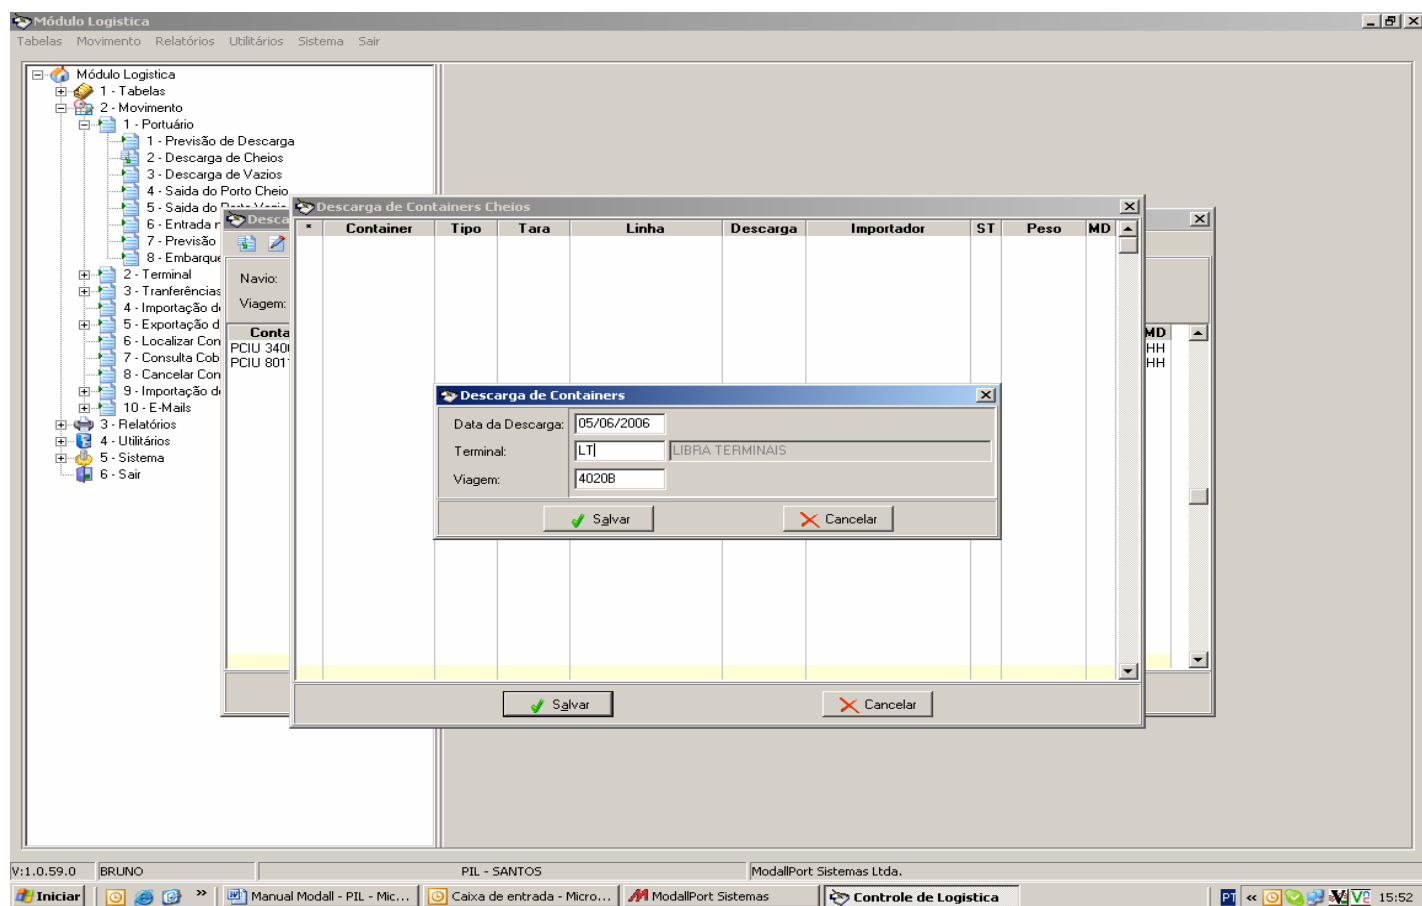 Módulo Logistica
Tabelas Movimento Relatórios Utilitários Sistema Sair
Módulo Logistica
1 - Tabelas
2 - Movimento
1 - Portuário
1 - Previsão de Descarga
2 - Descarga de Cheios
3 - Descarga de Vazios
4 - Saida do Porto Cheio
5 - Saida do
6 - Entrada r
7 - Previsão
8 - Embarque
2 - Terminal
3 - Tranferências
4 - Importação de
5 - Exportação d
6 - Localizar Con
7 - Consulta Cob
8 - Cancelar Con
9 - Importação de
10 - E-Mails
3 - Relatórios
4 - Utilitários
5 - Sistema
6 - Sair
Desca
Navio:
Viagem:
Conta MD
PCIU 340 HH
PCIU 801 HH
Descarga de Containers Cheios
* Container Tipo Tara Linha Descarga Importador ST Peso MD
Descarga de Containers
Data da Descarga: 05/06/2006
Terminal: LT LIBRA TERMINAIS
Viagem: 4020B
Salvar Cancelar
Salvar Cancelar
V:1.0.59.0 BRUNO PIL - SANTOS ModallPort Sistemas Ltda.
Iniciar » Manual Modall - PIL - Mic... Caixa de entrada - Micro... ModallPort Sistemas Controle de Logistica PT « 15:52